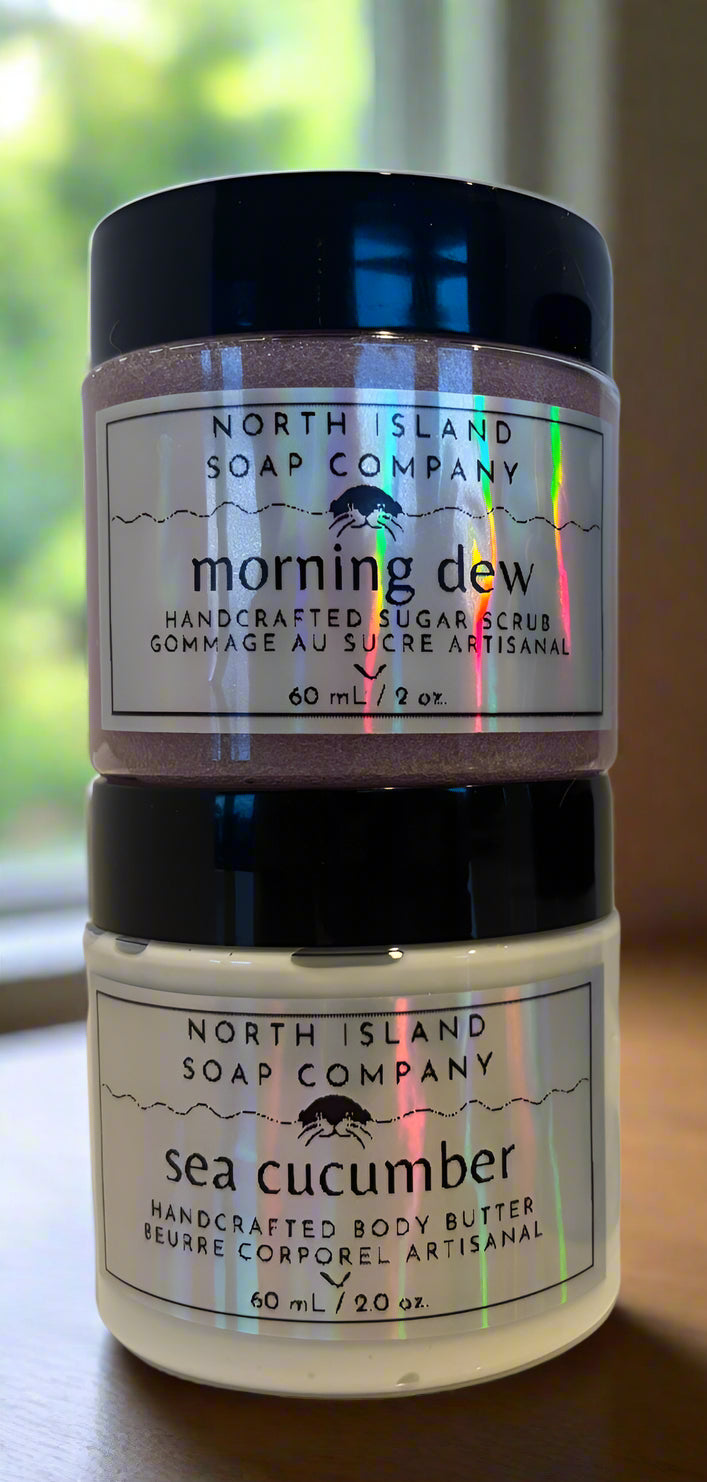 NORTH ISLAND
SOAP COMPANY
morning dew
HANDCRAFTED SUGAR SCRUB
GOMMAGE AU SUCRE ARTISANAL
60 mL / 2 oz.
NORTH ISLAND
SOAP COMPANY
sea cucumber
HANDCRAFTED BODY BUTTER
BEURRE CORPOREL ARTISANAL
60 mL / 2.0 oz.